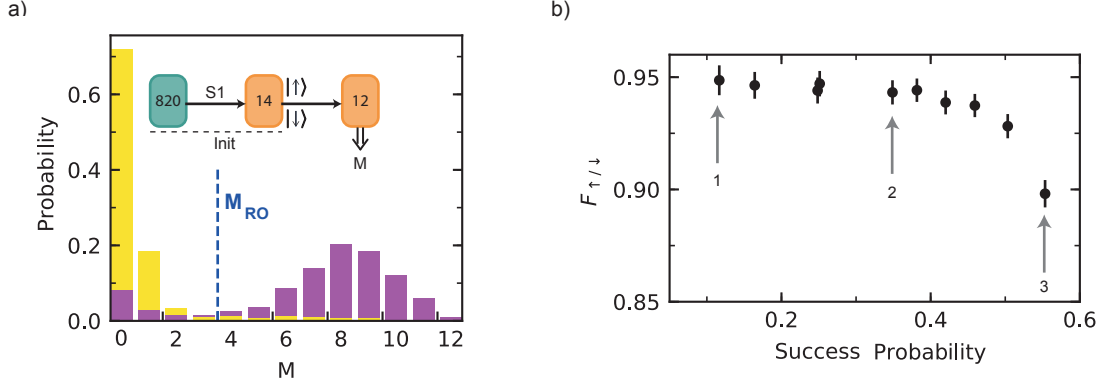 a)
0.6
0.4
0.2
0.0
Probability
0 2 4 6 8 10 12
M
820
S1
14
|↑⟩
|↓⟩
12
Init
M
M_RO
b)
0.95
0.90
0.85
F↑/↓
0.2 0.4 0.6
Success Probability
1
2
3